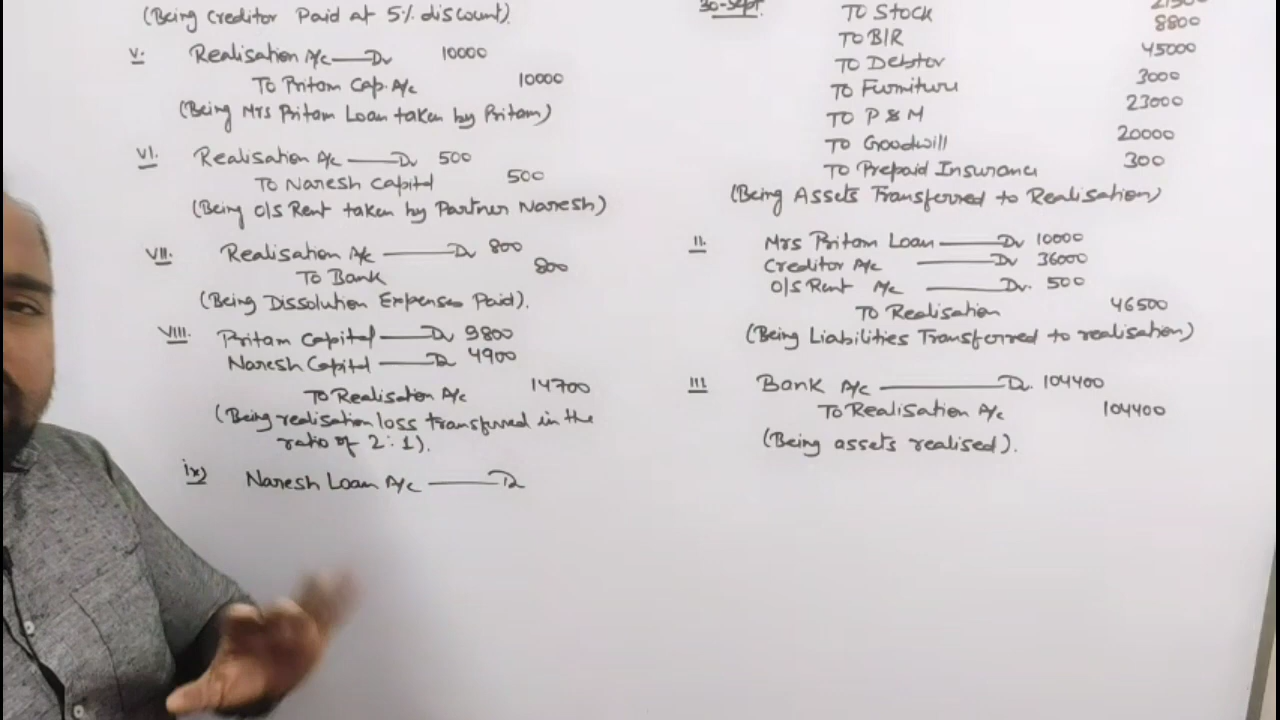 (Being Creditor Paid at 5% discount).
V. Realisation A/c Dr 10000
To Pritam Cap. A/c 10000
(Being Mrs Pritam Loan taken by Pritam)
VI. Realisation A/c Dr 500
To Naresh Capital 500
(Being O/S Rent taken by Partner Naresh)
VII. Realisation A/c Dr 800
To Bank 800
(Being Dissolution Expenses Paid).
VIII. Pritam Capital Dr 9800
Naresh Capital Dr 4900
To Realisation A/c 14700
(Being realisation loss transferred in the
ratio of 2:1).
ix) Naresh Loan A/c Dr
30-Sept.
To Stock
To B/R 8800
To Debtor 45000
To Furniture 3000
To P & M 23000
To Goodwill 20000
To Prepaid Insurance 300
(Being Assets Transferred to Realisation)
II. Mrs Pritam Loan Dr 10000
Creditor A/c Dr 36000
O/S Rent A/c Dr. 500
To Realisation 46500
(Being Liabilities Transferred to realisation)
III Bank A/c Dr. 104400
To Realisation A/c 104400
(Being assets realised).